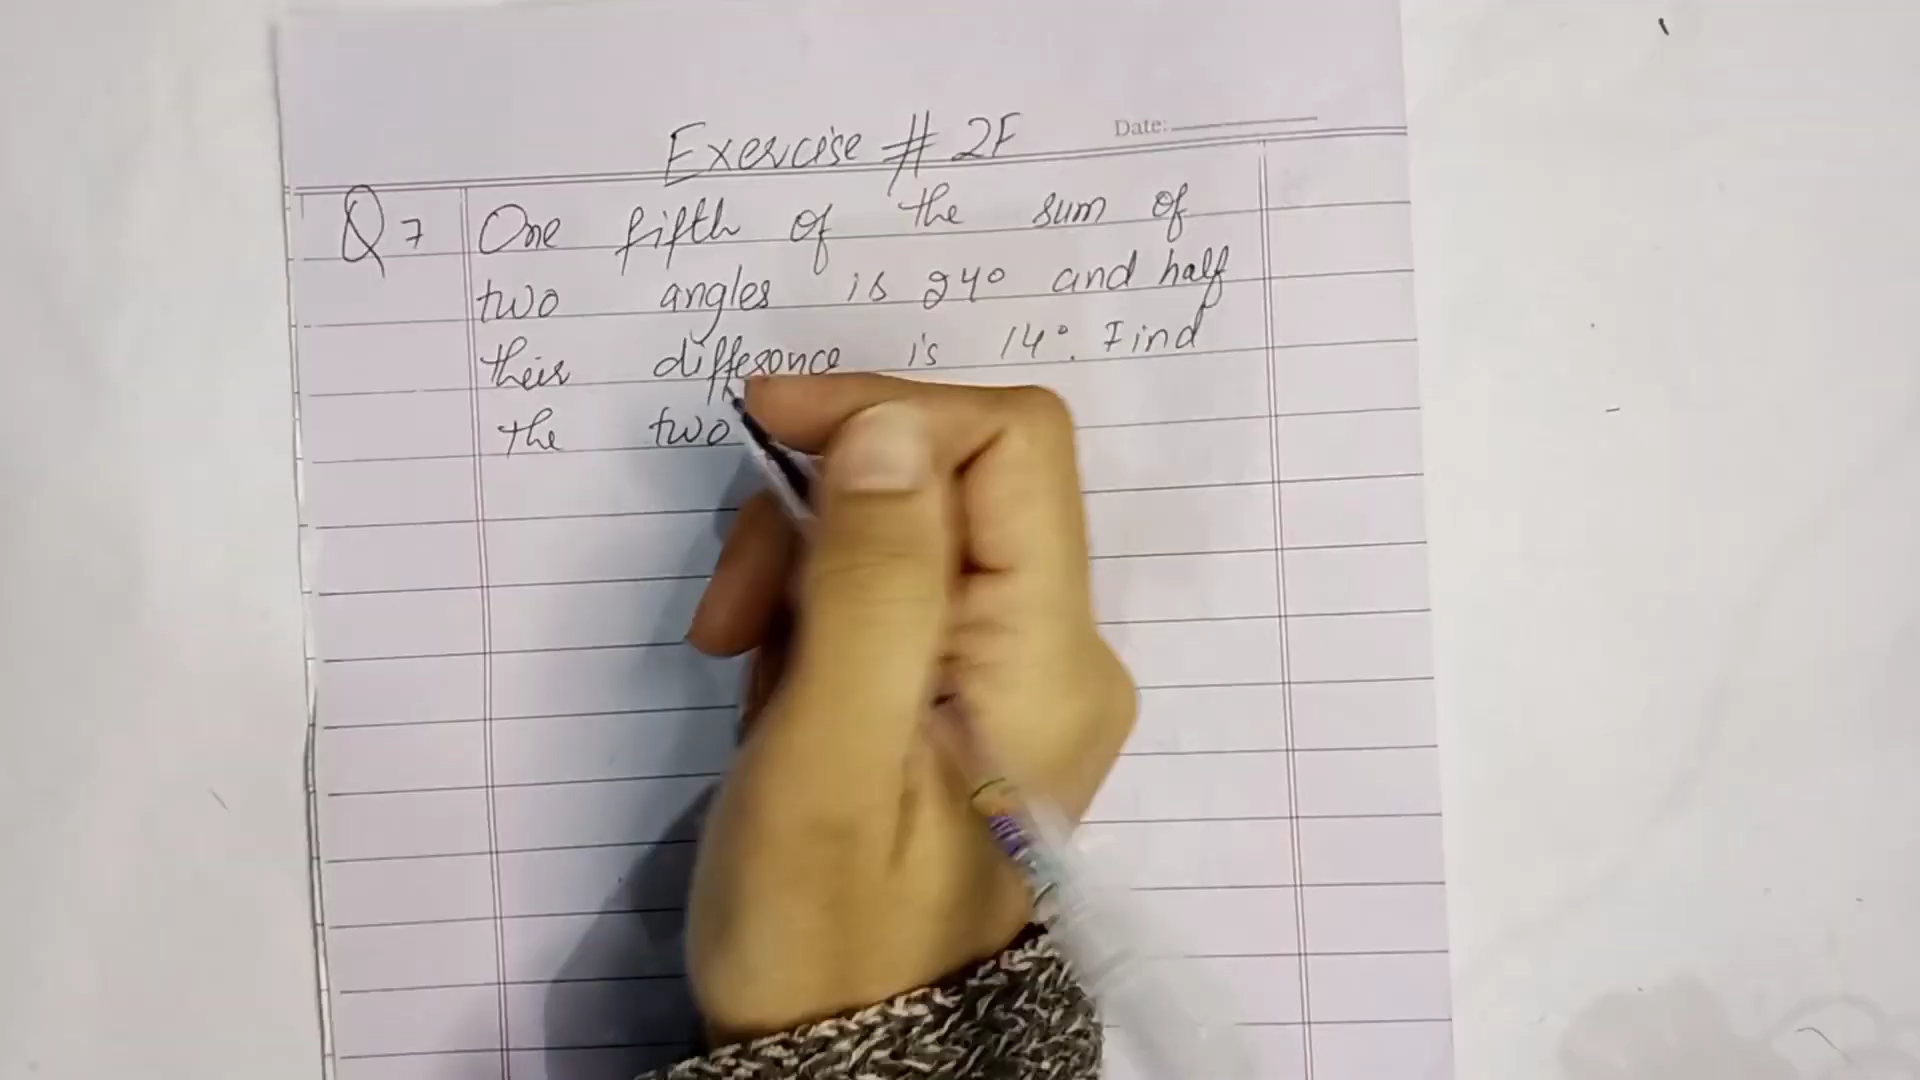 Exercise # 2F
Date:
Q7 One fifth of the sum of
two angles is 24° and half
their difference is 14°. Find
the two